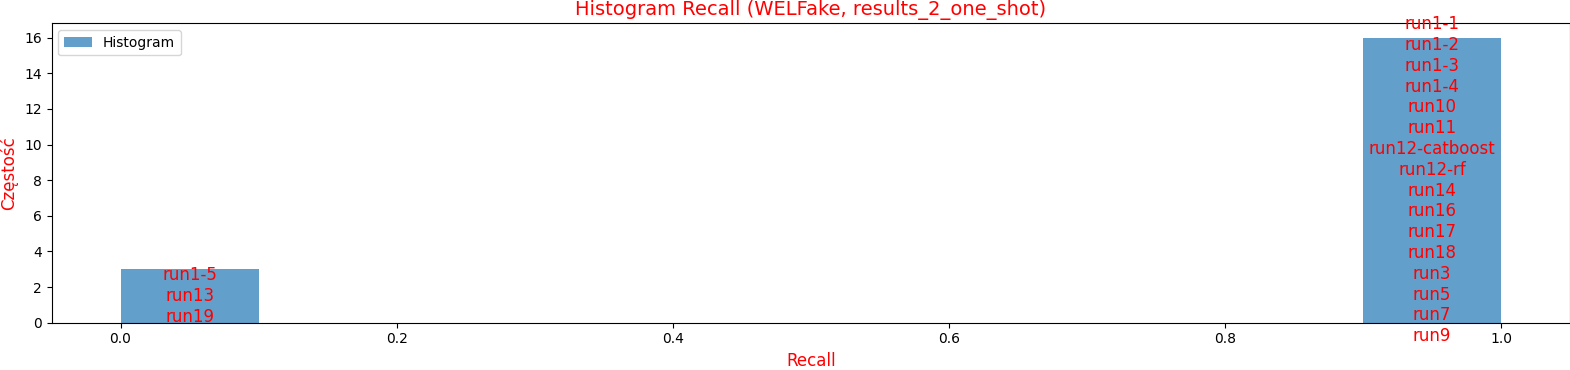 Histogram Recall (WELFake, results_2_one_shot)
Histogram
Częstość
16
14
12
10
8
6
4
2
0
run1-5
run13
run19
run1-1
run1-2
run1-3
run1-4
run10
run11
run12-catboost
run12-rf
run14
run16
run17
run18
run3
run5
run7
run9
0.0 0.2 0.4 0.6 0.8 1.0
Recall